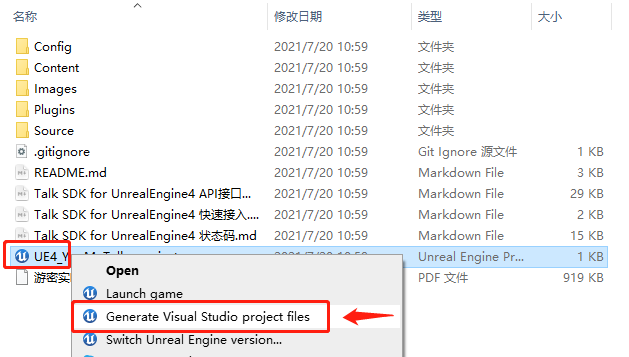 名称 修改日期 类型 大小
Config 2021/7/20 10:59 文件夹
Content 2021/7/20 10:59 文件夹
Images 2021/7/20 10:59 文件夹
Plugins 2021/7/20 10:59 文件夹
Source 2021/7/20 10:59 文件夹
.gitignore 2021/7/20 10:59 Git Ignore 源文件 1 KB
README.md 2021/7/20 10:59 Markdown File 3 KB
Talk SDK for UnrealEngine4 API接口... 2021/7/20 10:59 Markdown File 29 KB
Talk SDK for UnrealEngine4 快速接入.... 2021/7/20 10:59 Markdown File 14 KB
Talk SDK for UnrealEngine4 状态码.md 2021/7/20 10:59 Markdown File 15 KB
UE4_Y Unreal Engine Pr... 1 KB
游密实 PDF 文件 919 KB
Open
Launch game
Generate Visual Studio project files
Switch Unreal Engine version...